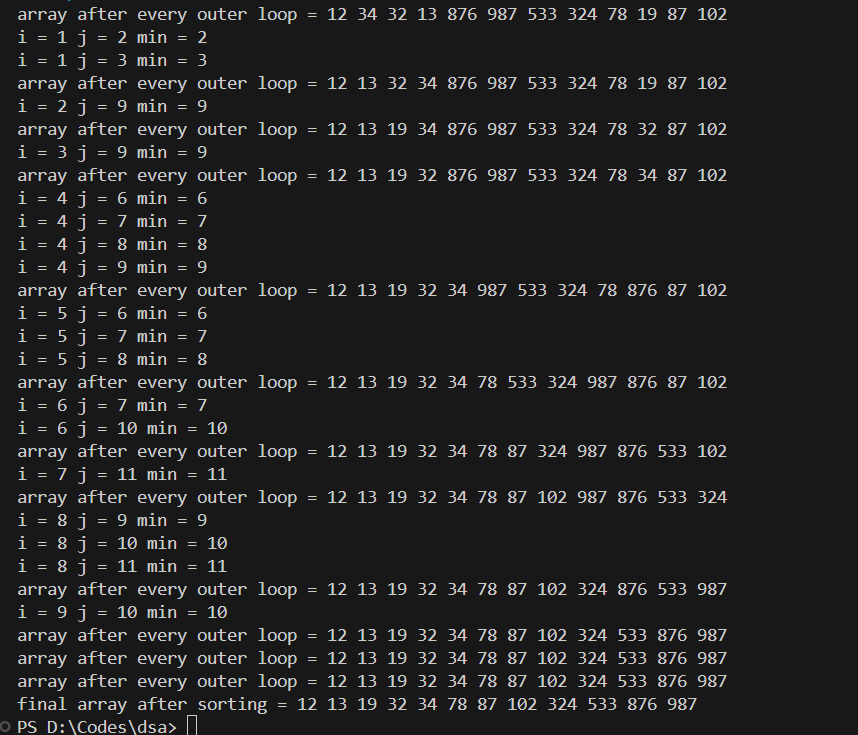 array after every outer loop = 12 34 32 13 876 987 533 324 78 19 87 102
i = 1 j = 2 min = 2
i = 1 j = 3 min = 3
array after every outer loop = 12 13 32 34 876 987 533 324 78 19 87 102
i = 2 j = 9 min = 9
array after every outer loop = 12 13 19 34 876 987 533 324 78 32 87 102
i = 3 j = 9 min = 9
array after every outer loop = 12 13 19 32 876 987 533 324 78 34 87 102
i = 4 j = 6 min = 6
i = 4 j = 7 min = 7
i = 4 j = 8 min = 8
i = 4 j = 9 min = 9
array after every outer loop = 12 13 19 32 34 987 533 324 78 876 87 102
i = 5 j = 6 min = 6
i = 5 j = 7 min = 7
i = 5 j = 8 min = 8
array after every outer loop = 12 13 19 32 34 78 533 324 987 876 87 102
i = 6 j = 7 min = 7
i = 6 j = 10 min = 10
array after every outer loop = 12 13 19 32 34 78 87 324 987 876 533 102
i = 7 j = 11 min = 11
array after every outer loop = 12 13 19 32 34 78 87 102 987 876 533 324
i = 8 j = 9 min = 9
i = 8 j = 10 min = 10
i = 8 j = 11 min = 11
array after every outer loop = 12 13 19 32 34 78 87 102 324 876 533 987
i = 9 j = 10 min = 10
array after every outer loop = 12 13 19 32 34 78 87 102 324 533 876 987
array after every outer loop = 12 13 19 32 34 78 87 102 324 533 876 987
array after every outer loop = 12 13 19 32 34 78 87 102 324 533 876 987
final array after sorting = 12 13 19 32 34 78 87 102 324 533 876 987
PS D:\Codes\dsa>